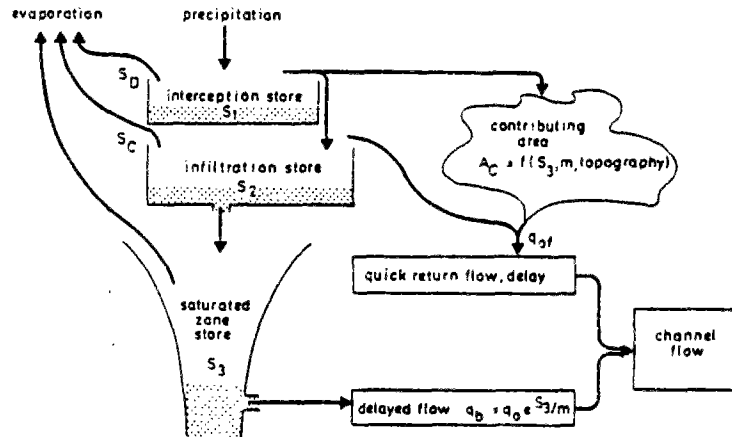 evaporation
precipitation
S_D
interception store
S_1
S_C
infiltration store
S_2
contributing
area
A_C = f(S_3, m, topography)
q_of
quick return flow, delay
saturated
zone
store
S_3
delayed flow q_b = q_o e^S_3/m
channel
flow